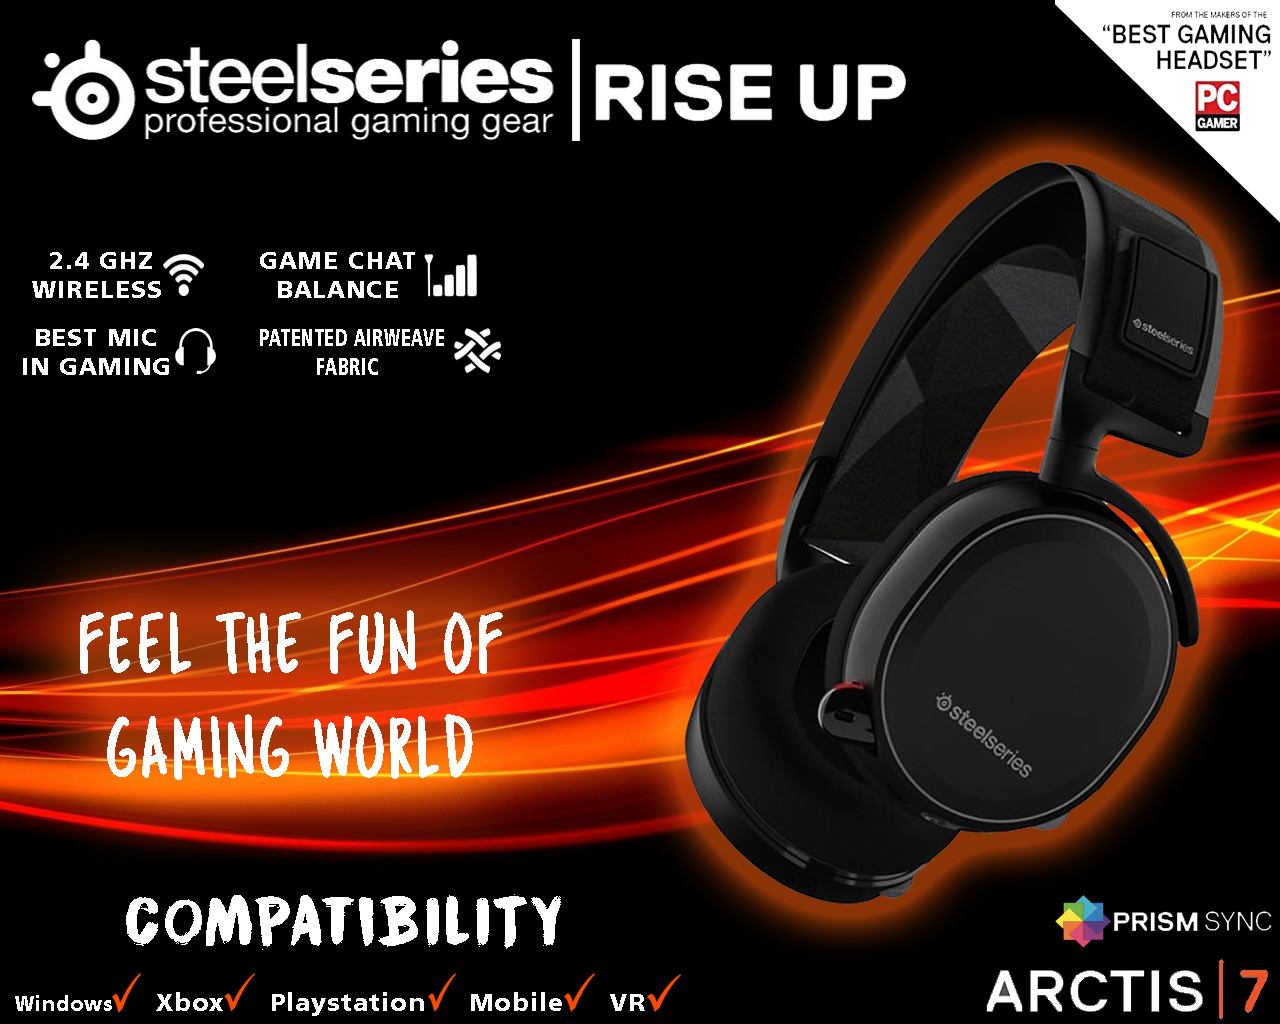 FROM THE MAKERS OF THE
“BEST GAMING
HEADSET”
PC
GAMER
steelseries
professional gaming gear
RISE UP
2.4 GHZ
WIRELESS
GAME CHAT
BALANCE
BEST MIC
IN GAMING
PATENTED AIRWEAVE
FABRIC
steelseries
steelseries
FEEL THE FUN OF
GAMING WORLD
COMPATIBILITY
Windows Xbox Playstation Mobile VR
PRISM SYNC
ARCTIS | 7